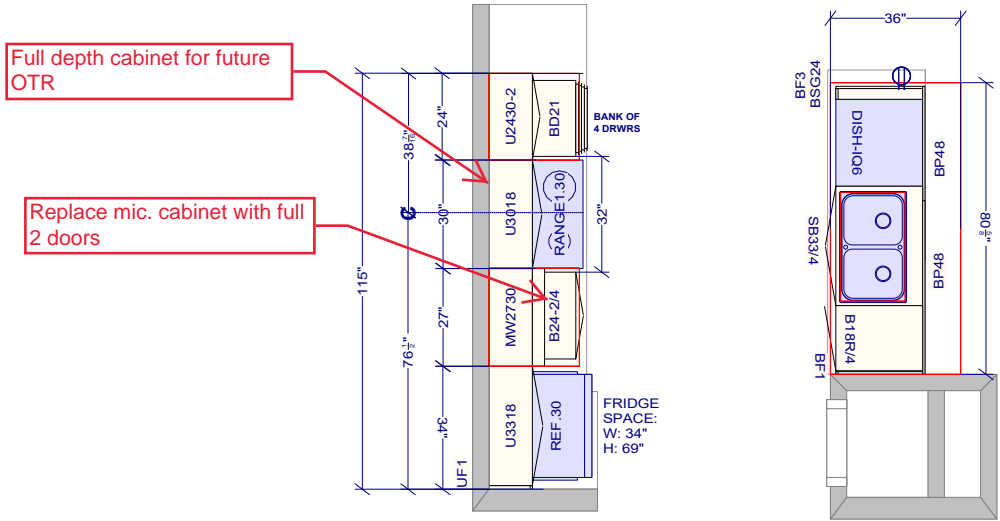 Full depth cabinet for future
OTR
Replace mic. cabinet with full
2 doors
115"
38 7/16"
76 1/2"
24"
30"
27"
34"
UF1
U2430-2
U3018
MW2730
U3318
BD21
RANGE1.30
B24-2/4
REF.30
32"
BANK OF
4 DRWRS
FRIDGE
SPACE:
W: 34"
H: 69"
36"
BF3
BSG24
DISH-IQ6
BP48
SB33/4
BP48
B18R/4
BF1
80 5/8"